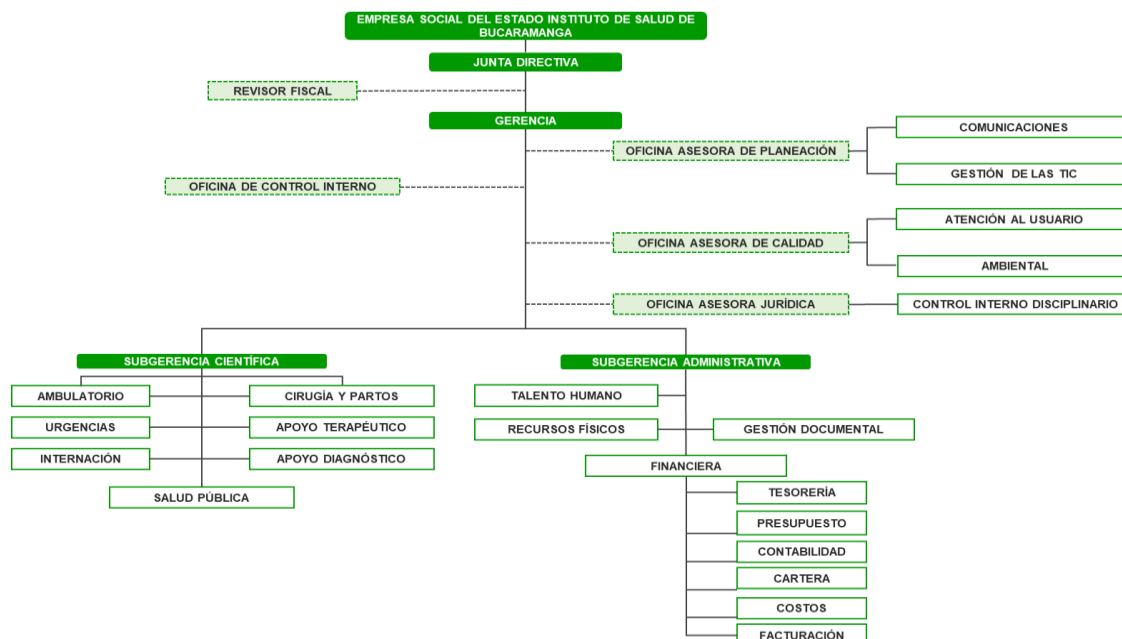 EMPRESA SOCIAL DEL ESTADO INSTITUTO DE SALUD DE
BUCARAMANGA
JUNTA DIRECTIVA
REVISOR FISCAL
GERENCIA
COMUNICACIONES
OFICINA ASESORA DE PLANEACIÓN
GESTIÓN DE LAS TIC
OFICINA DE CONTROL INTERNO
ATENCIÓN AL USUARIO
OFICINA ASESORA DE CALIDAD
AMBIENTAL
OFICINA ASESORA JURÍDICA
CONTROL INTERNO DISCIPLINARIO
SUBGERENCIA CIENTÍFICA
SUBGERENCIA ADMINISTRATIVA
AMBULATORIO
CIRUGÍA Y PARTOS
TALENTO HUMANO
URGENCIAS
APOYO TERAPÉUTICO
RECURSOS FÍSICOS
GESTIÓN DOCUMENTAL
INTERNACIÓN
APOYO DIAGNÓSTICO
FINANCIERA
SALUD PÚBLICA
TESORERÍA
PRESUPUESTO
CONTABILIDAD
CARTERA
COSTOS
FACTURACIÓN